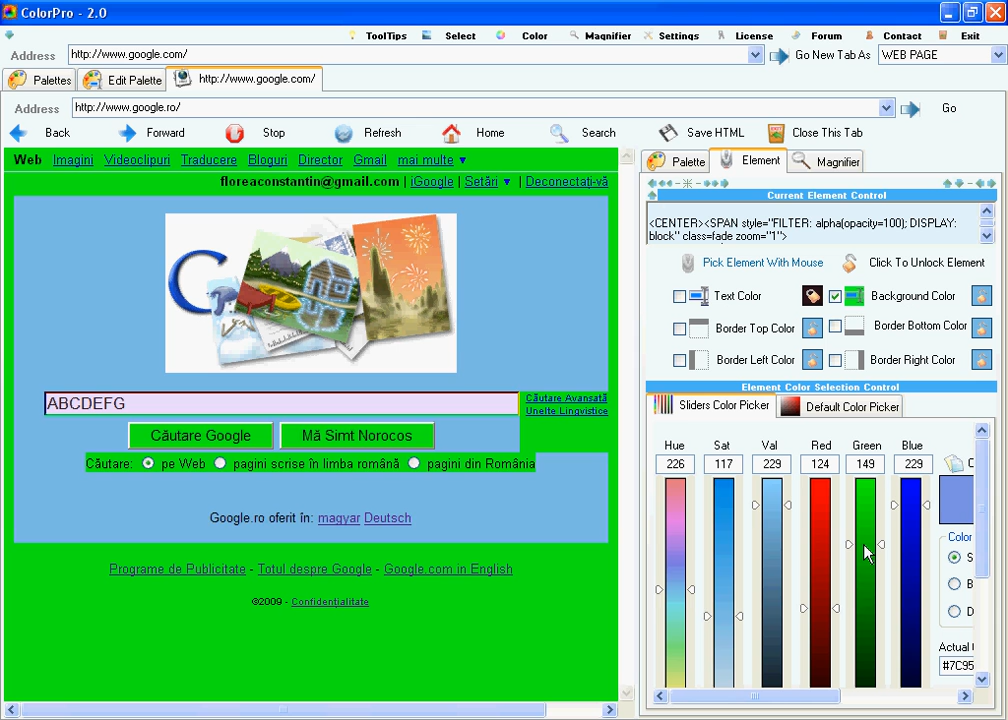 ColorPro - 2.0
ToolTips Select Color Magnifier Settings License Forum Contact Exit
Address http://www.google.com/ Go New Tab As WEB PAGE
Palettes Edit Palette http://www.google.com/
Address http://www.google.ro/ Go
Back Forward Stop Refresh Home Search Save HTML Close This Tab
Web Imagini Videoclipuri Traducere Bloguri Director Gmail mai multe ▼
floreaconstantin@gmail.com | iGoogle | Setări ▼ | Deconectați-vă
ABCDEFG
Căutare Avansată
Unelte Lingvistice
Căutare Google Mă Simt Norocos
Căutare: pe Web pagini scrise în limba română pagini din România
Google.ro oferit în: magyar Deutsch
Programe de Publicitate - Totul despre Google - Google.com in English
©2009 - Confidentialitate
Palette Element Magnifier
Current Element Control
<CENTER><SPAN style="FILTER: alpha(opacity=100); DISPLAY:
block" class=fade zoom="1">
Pick Element With Mouse Click To Unlock Element
Text Color Background Color
Border Top Color Border Bottom Color
Border Left Color Border Right Color
Element Color Selection Control
Sliders Color Picker Default Color Picker
Hue Sat Val Red Green Blue
226 117 229 124 149 229 C
Color
S
B
D
Actual
#7C95